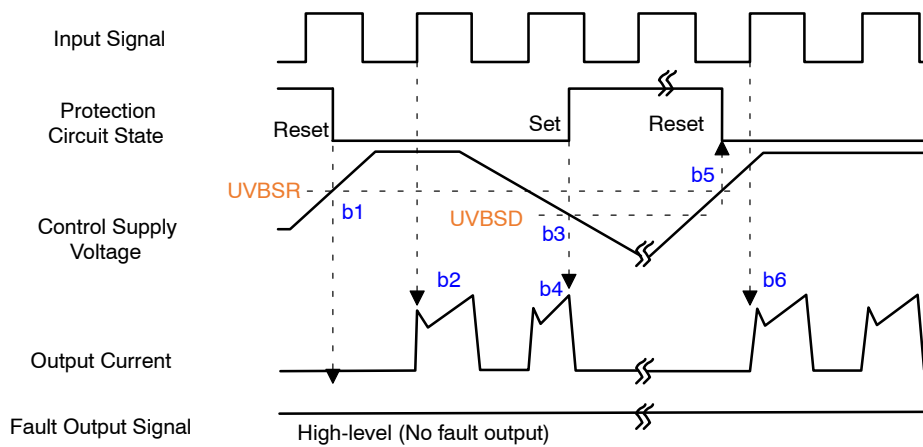 Input Signal
Protection
Circuit State
Reset
Set
Reset
UVBSR
b1
b5
UVBSD
b3
Control Supply
Voltage
b2
b4
b6
Output Current
Fault Output Signal
High-level (No fault output)